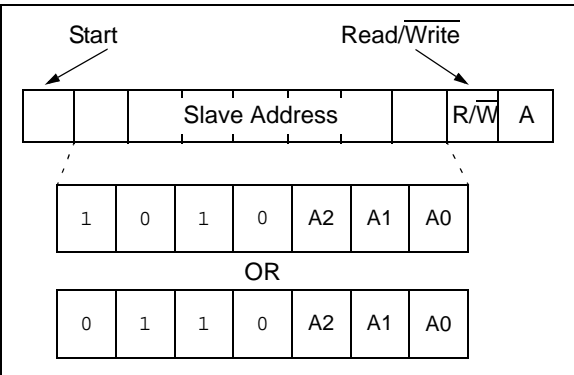 Start Read/Write
Slave Address R/W A
1 0 1 0 A2 A1 A0
OR
0 1 1 0 A2 A1 A0